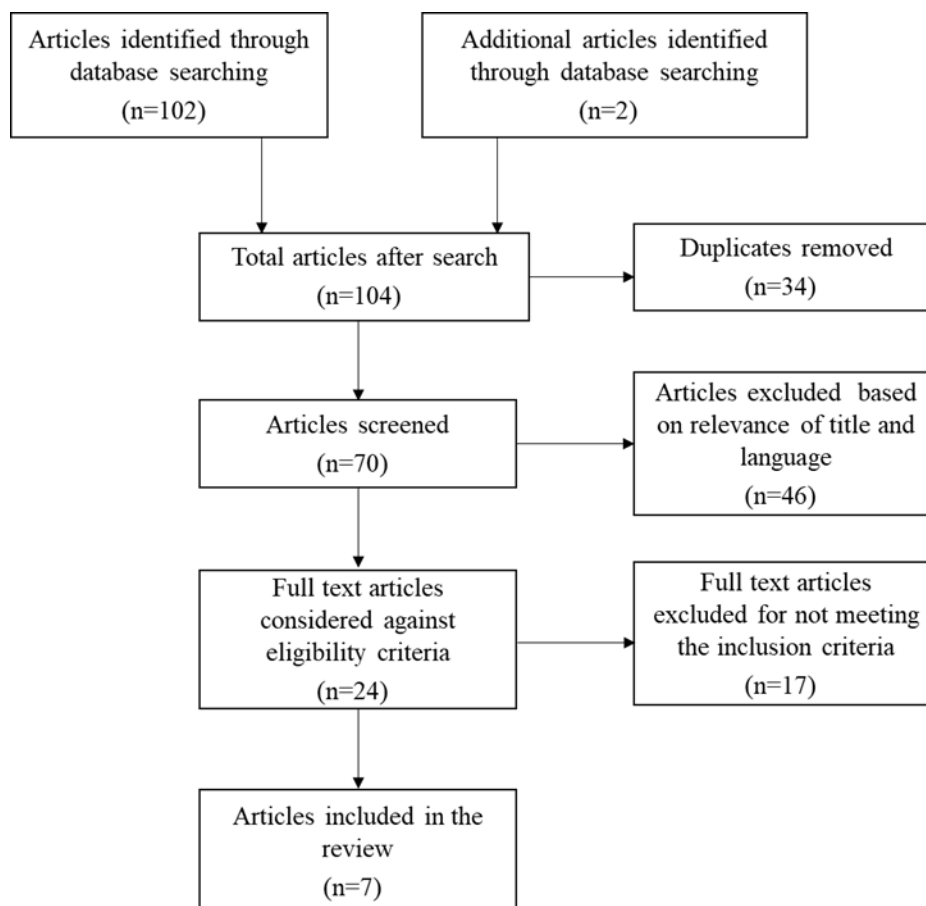 Articles identified through
database searching
(n=102)
Additional articles identified
through database searching
(n=2)
Total articles after search
(n=104)
Duplicates removed
(n=34)
Articles screened
(n=70)
Articles excluded based
on relevance of title and
language
(n=46)
Full text articles
considered against
eligibility criteria
(n=24)
Full text articles
excluded for not meeting
the inclusion criteria
(n=17)
Articles included in the
review
(n=7)